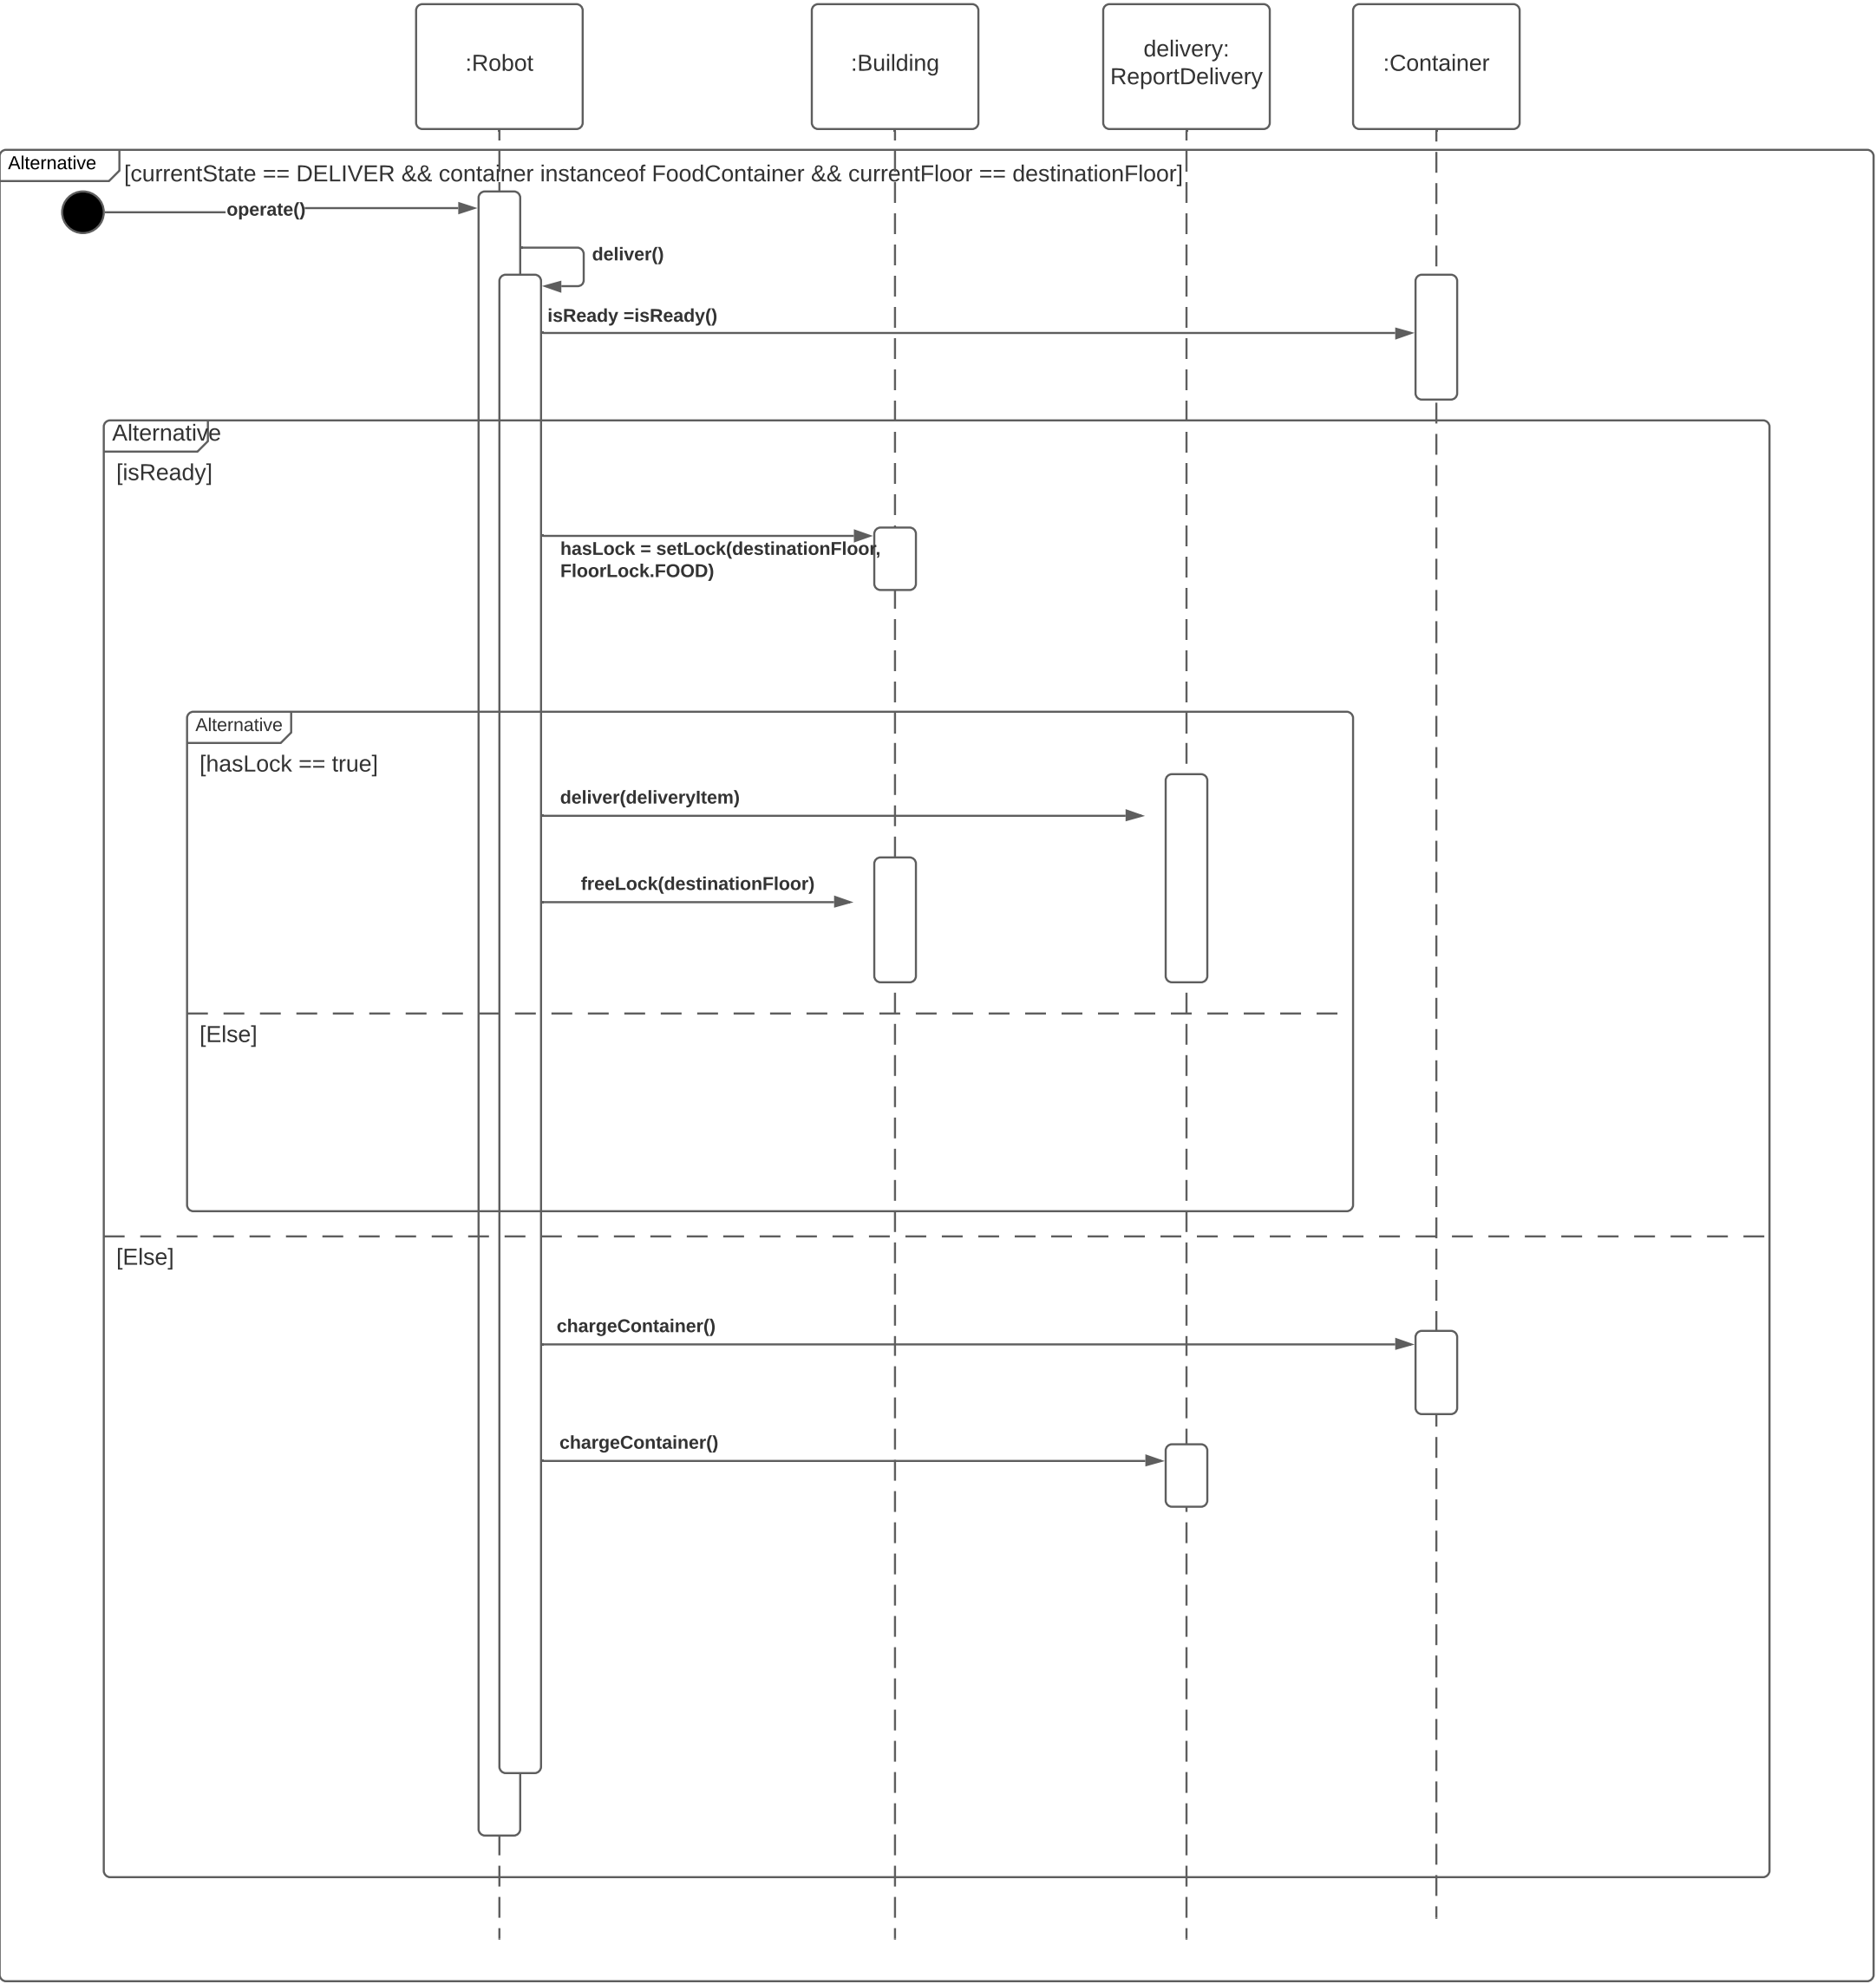 :Robot
:Building
delivery:
ReportDelivery
:Container
Alternative
[currentState == DELIVER && container instanceof FoodContainer && currentFloor == destinationFloor]
operate()
deliver()
isReady =isReady()
Alternative
[isReady]
hasLock = setLock(destinationFloor,
FloorLock.FOOD)
Alternative
[hasLock == true]
deliver(deliveryItem)
freeLock(destinationFloor)
[Else]
[Else]
chargeContainer()
chargeContainer()